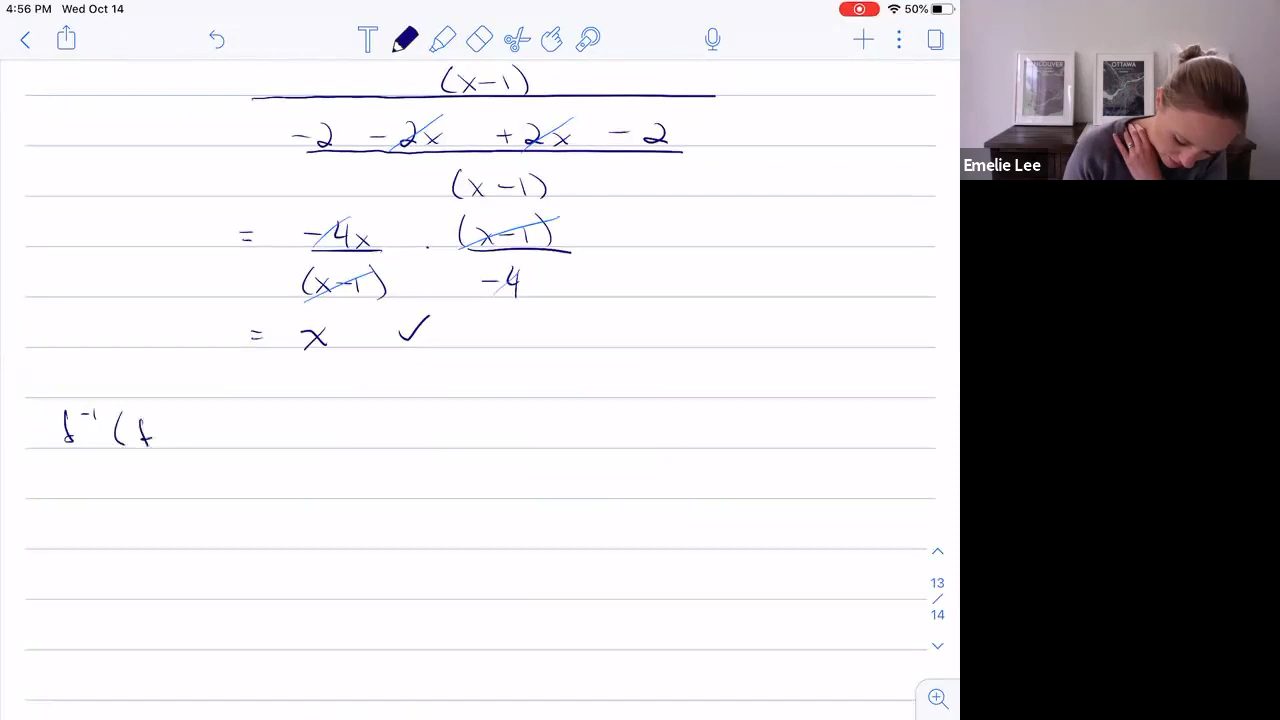 4:56 PM Wed Oct 14
50%
T
(x-1)
-2 -2x +2x -2
(x-1)
= -4x · (x-1)
(x-1) -4
= x ✓
f⁻¹ (f
13
/
14
VANCOUVER
OTTAWA
Emelie Lee